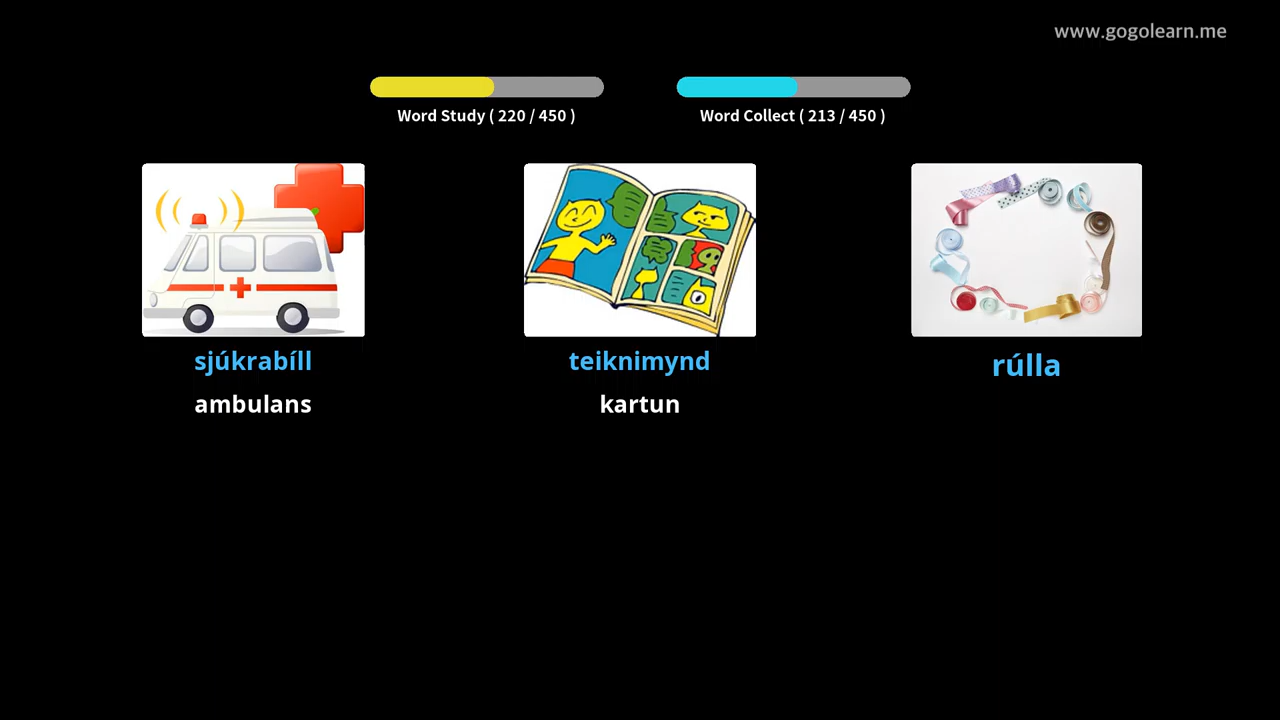 www.gogolearn.me
Word Study ( 220 / 450 )
Word Collect ( 213 / 450 )
sjúkrabíll
teiknimynd
rúlla
ambulans
kartun